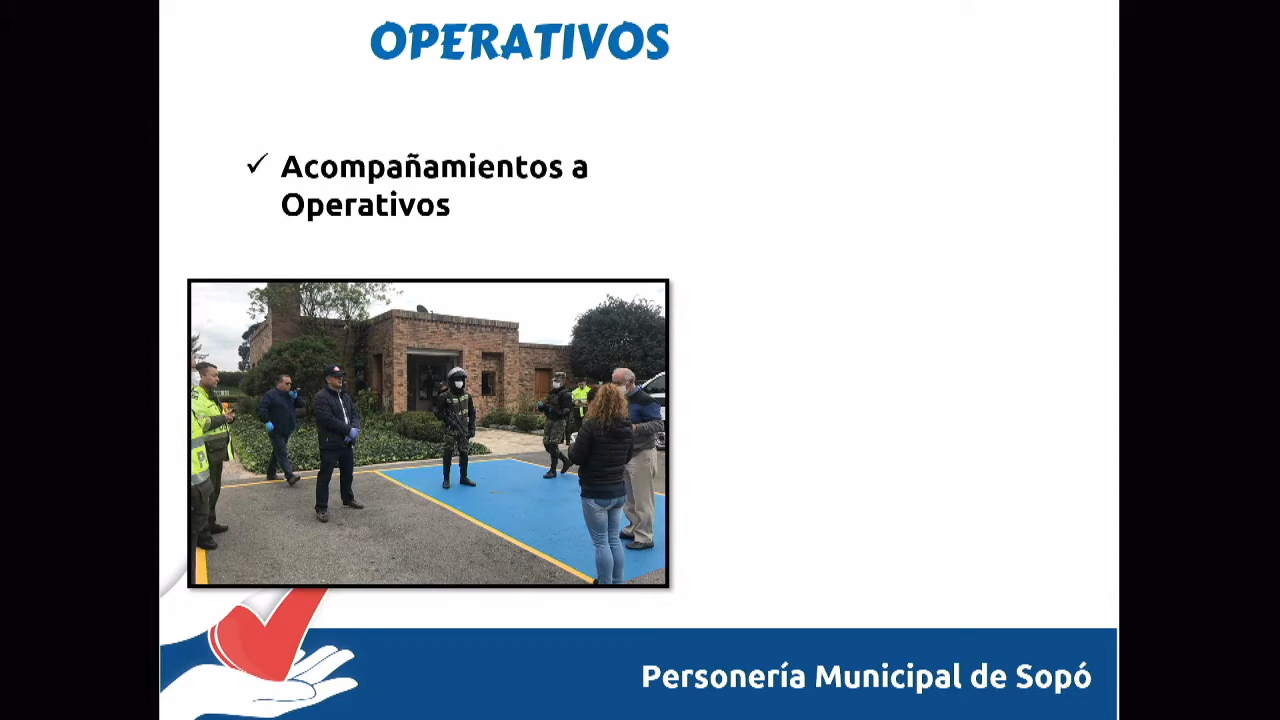 OPERATIVOS
✓ Acompañamientos a
Operativos
Personería Municipal de Sopó